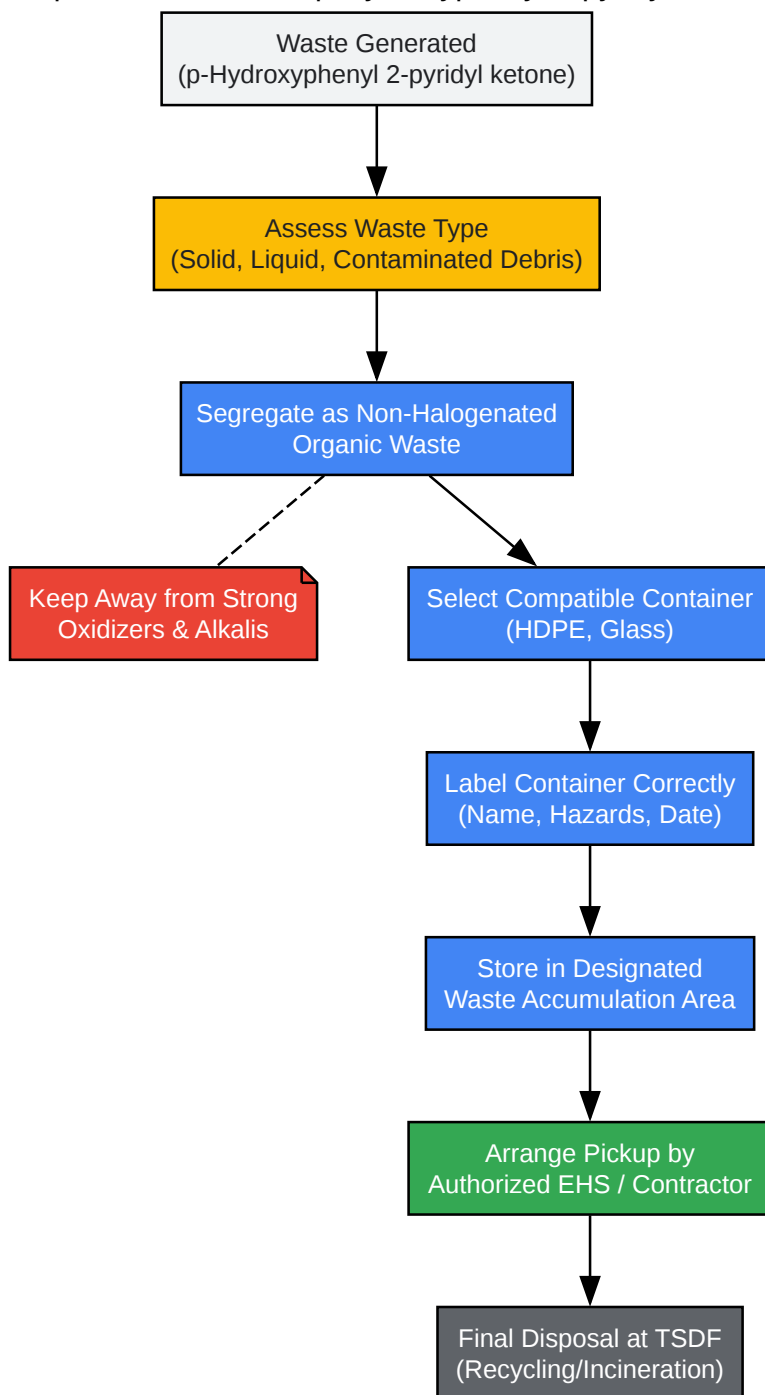 Waste Generated
(p-Hydroxyphenyl 2-pyridyl ketone)
Assess Waste Type
(Solid, Liquid, Contaminated Debris)
Segregate as Non-Halogenated
Organic Waste
Keep Away from Strong
Oxidizers & Alkalis
Select Compatible Container
(HDPE, Glass)
Label Container Correctly
(Name, Hazards, Date)
Store in Designated
Waste Accumulation Area
Arrange Pickup by
Authorized EHS / Contractor
Final Disposal at TSDF
(Recycling/Incineration)